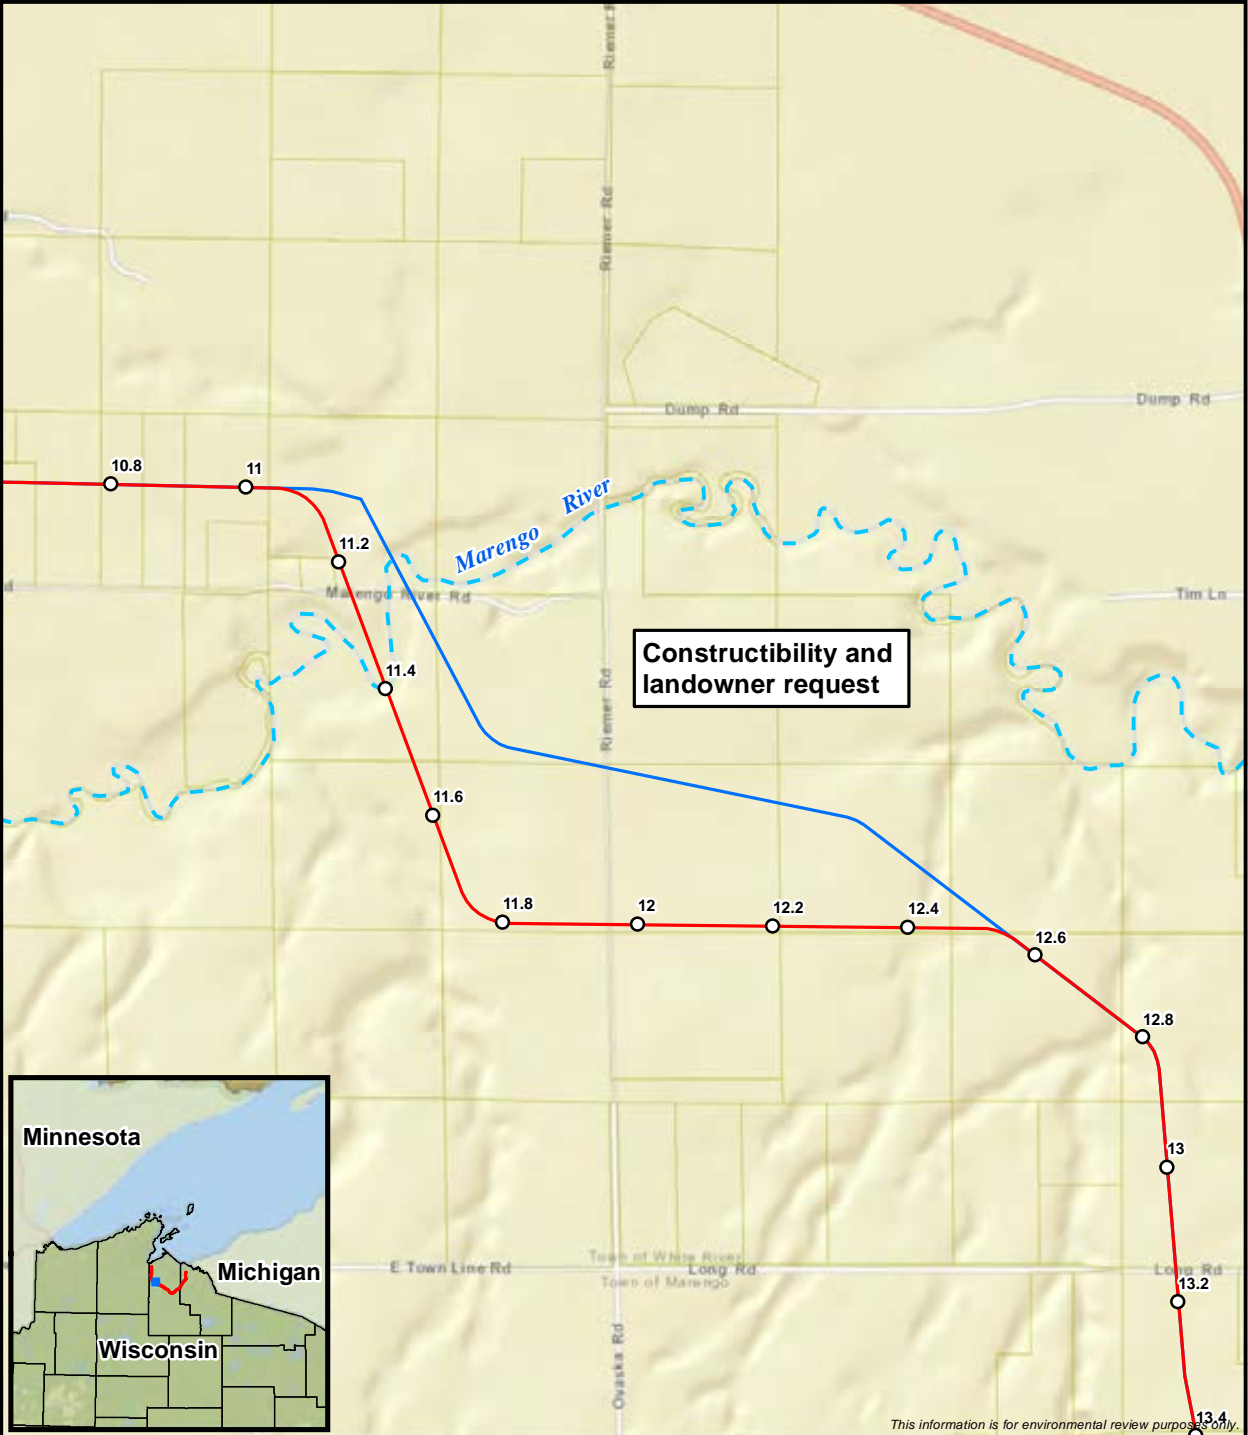 Riemer R
Riemer Rd
Dump Rd
Dump Rd
10.8
11
Marengo River
11.2
Marengo River Rd
d
Tim Ln
Constructibility and
landowner request
11.4
Riemer Rd
11.6
11.8
12
12.2
12.4
12.6
12.8
13
Minnesota
Michigan
Wisconsin
Town of White River
E Town Line Rd
Long Rd
Long Rd
Town of Marengo
13.2
Ovaska Rd
13.4
This information is for environmental review purposes only.